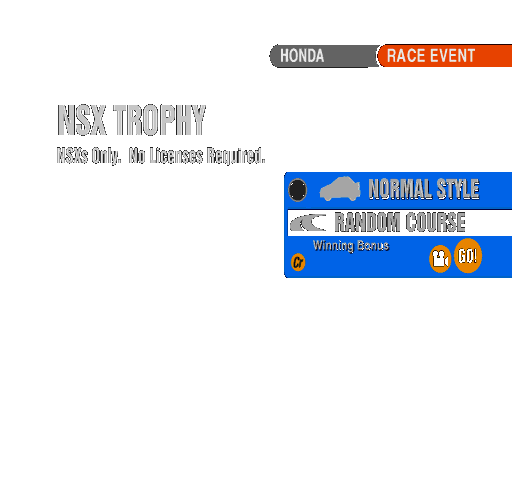 HONDA RACE EVENT
NSX TROPHY
NSXs Only. No Licenses Required.
NORMAL STYLE
RANDOM COURSE
Winning Bonus
GO!
Cr